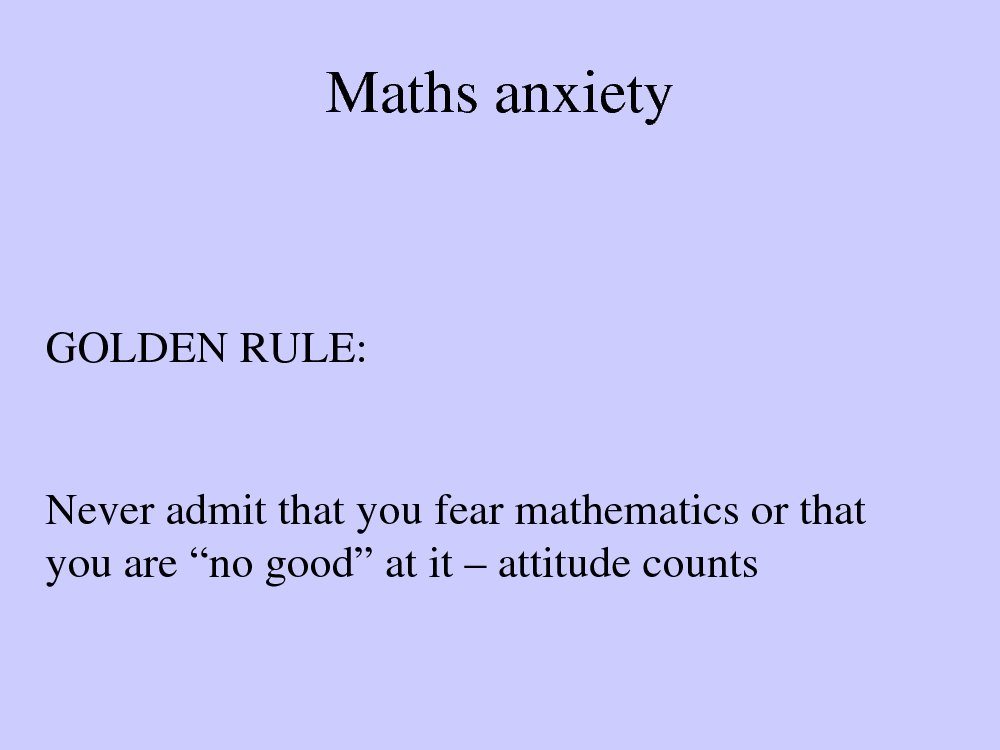 Maths anxiety
GOLDEN RULE:
Never admit that you fear mathematics or that
you are “no good” at it – attitude counts